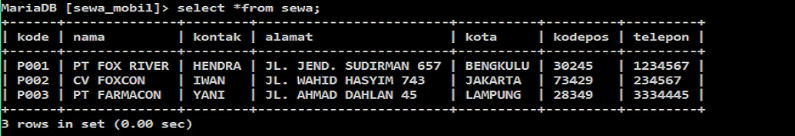 MariaDB [sewa_mobil]> select *from sewa;
+------+--------------+---------+------------------------+----------+---------+---------+
| kode | nama         | kontak | alamat                 | kota     | kodepos | telepon |
+------+--------------+---------+------------------------+----------+---------+---------+
| P001 | PT FOX RIVER | HENDRA | JL. JEND. SUDIRMAN 657 | BENGKULU | 30245   | 1234567 |
| P002 | CV FOXCON    | IWAN   | JL. WAHID HASYIM 743   | JAKARTA  | 73429   | 234567  |
| P003 | PT FARMACON  | YANI   | JL. AHMAD DAHLAN 45    | LAMPUNG  | 28349   | 3334445 |
+------+--------------+---------+------------------------+----------+---------+---------+
3 rows in set (0.00 sec)